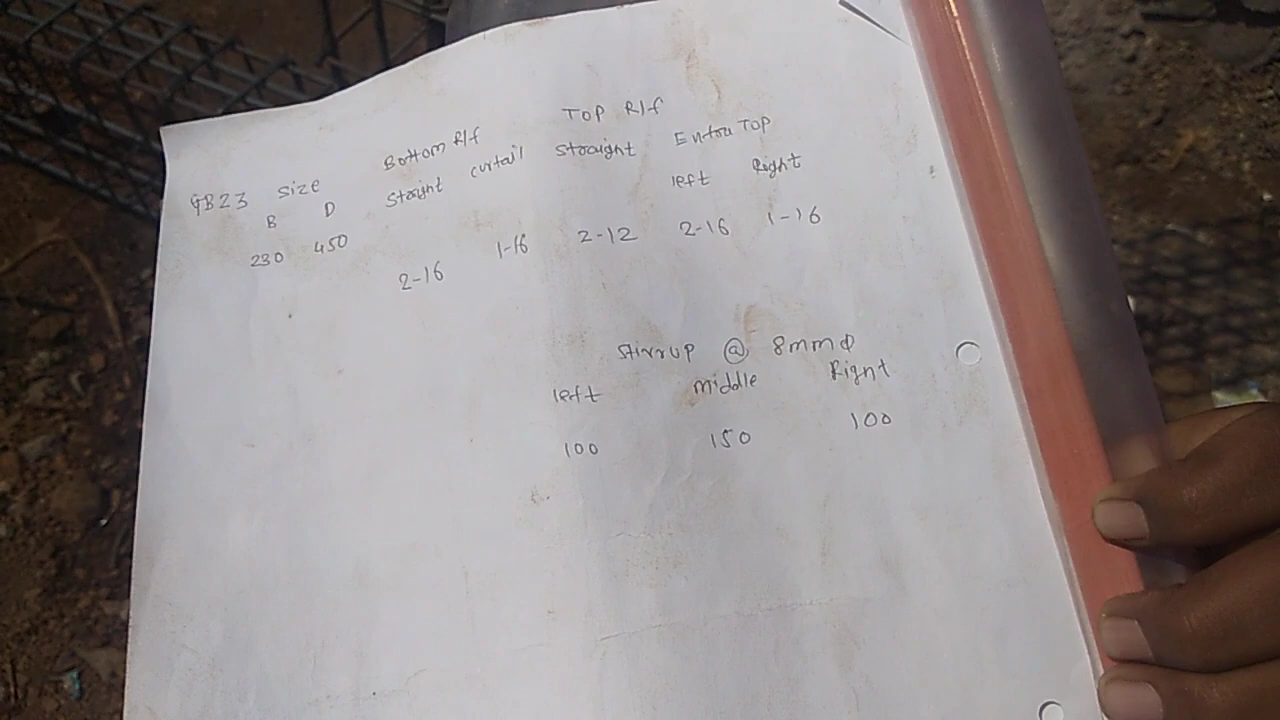 TOP R/f
Bottom R/f
Straight Extra TOP
GB23 Size Straight curtail
left Right
B D
230 450 2-16 1-16 2-12 2-16 1-16
Stirrup @ 8mmΦ
left middle Right
100 150 100